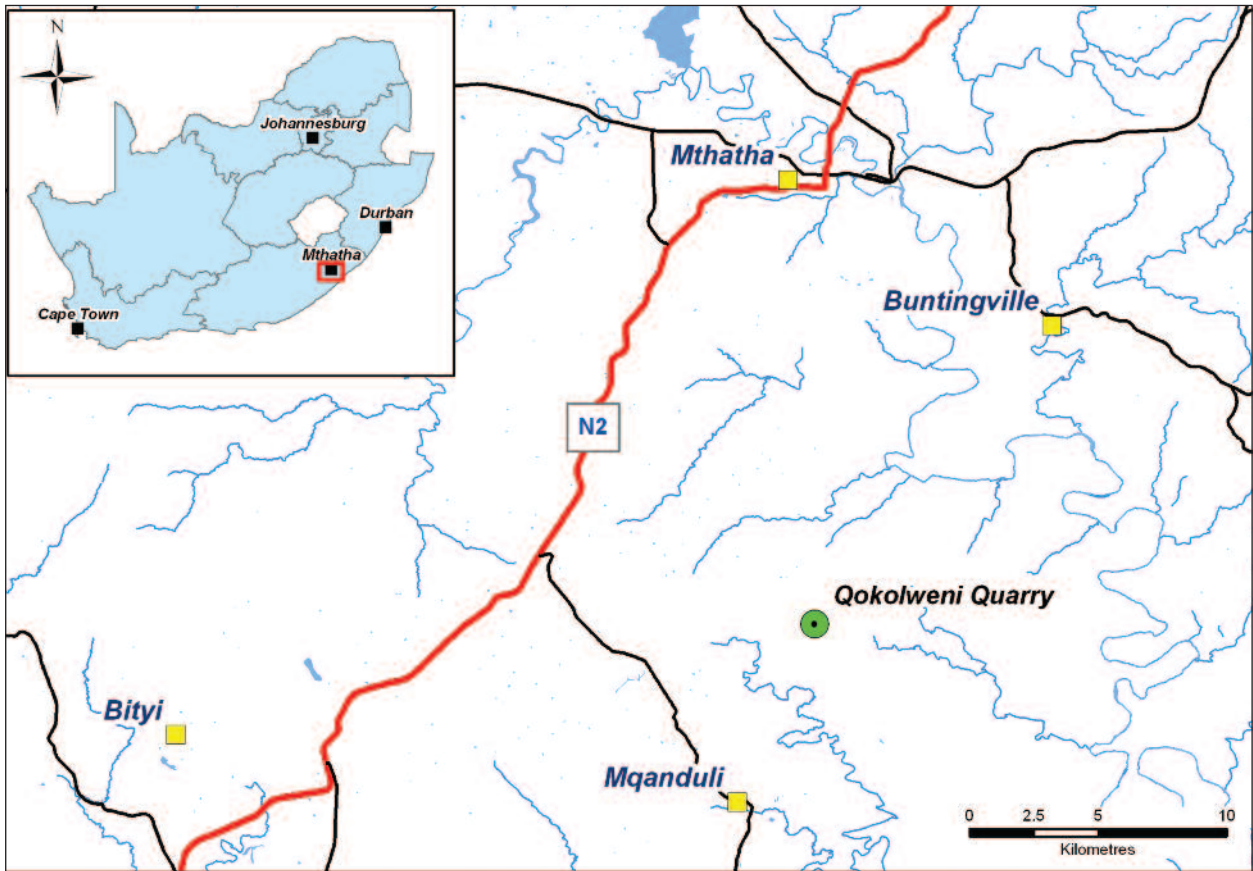 N
Johannesburg
Durban
Mthatha
Cape Town
Mthatha
Buntingville
N2
Qokolweni Quarry
Bityi
Mqanduli
0 2.5 5 10
Kilometres